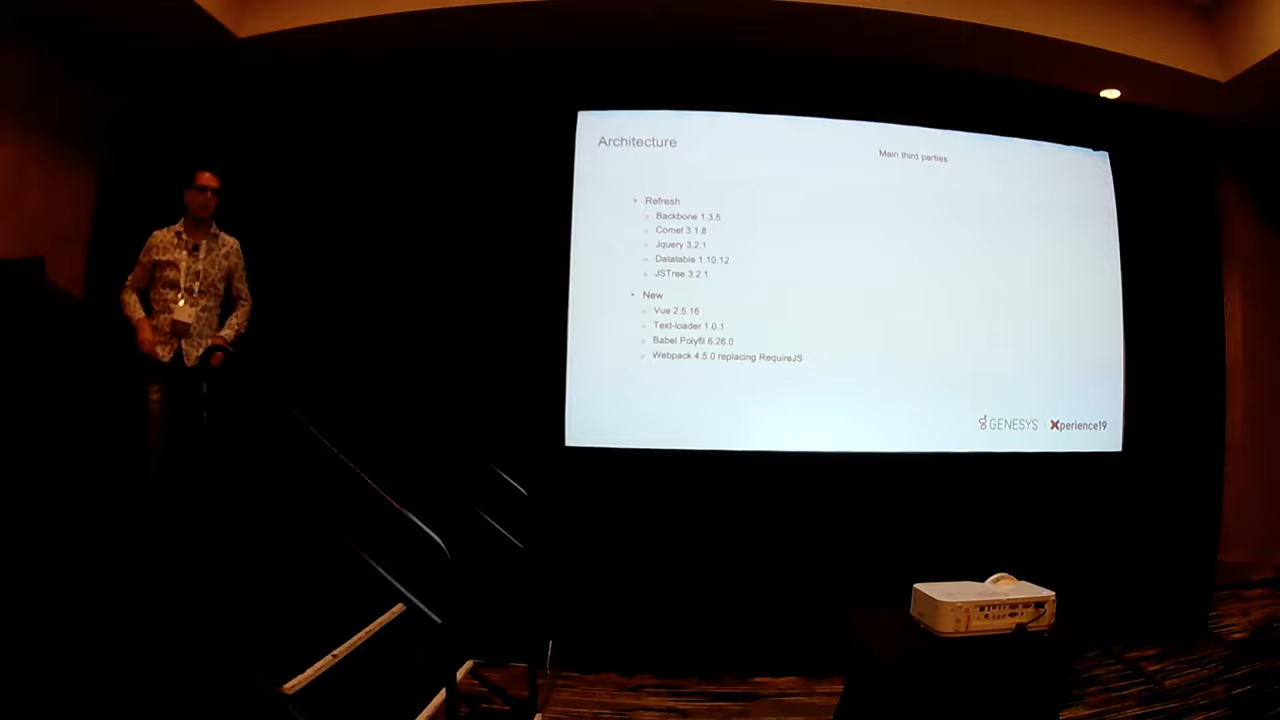 Architecture
Main third parties
Refresh
Backbone 1.3.5
Comet 3.1.8
Jquery 3.2.1
Datatable 1.10.12
JSTree 3.2.1
New
Vue 2.5.16
Text-loader 1.0.1
Babel Polyfil 6.26.0
Webpack 4.5.0 replacing RequireJS
GENESYS Xperience19